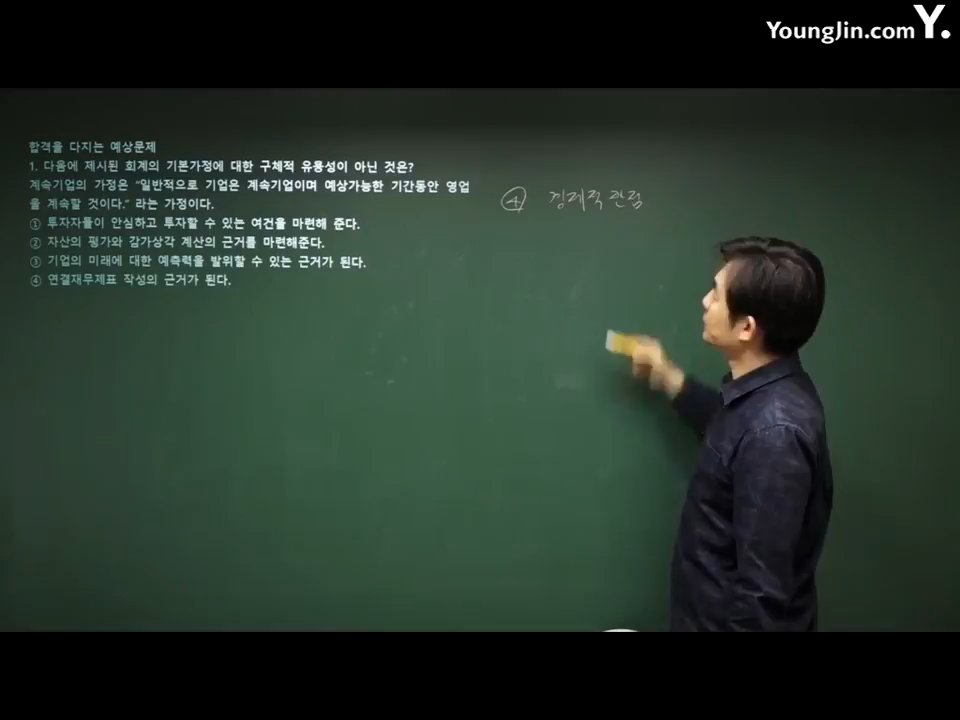 YoungJin.com Y.
합격을 다지는 예상문제
1. 다음에 제시된 회계의 기본가정에 대한 구체적 유용성이 아닌 것은?
계속기업의 가정은 "일반적으로 기업은 계속기업이며 예상가능한 기간동안 영업
을 계속할 것이다." 라는 가정이다.
① 투자자들이 안심하고 투자할 수 있는 여건을 마련해 준다.
② 자산의 평가와 감가상각 계산의 근거를 마련해준다.
③ 기업의 미래에 대한 예측력을 발휘할 수 있는 근거가 된다.
④ 연결재무제표 작성의 근거가 된다.
④ 경제적 관점